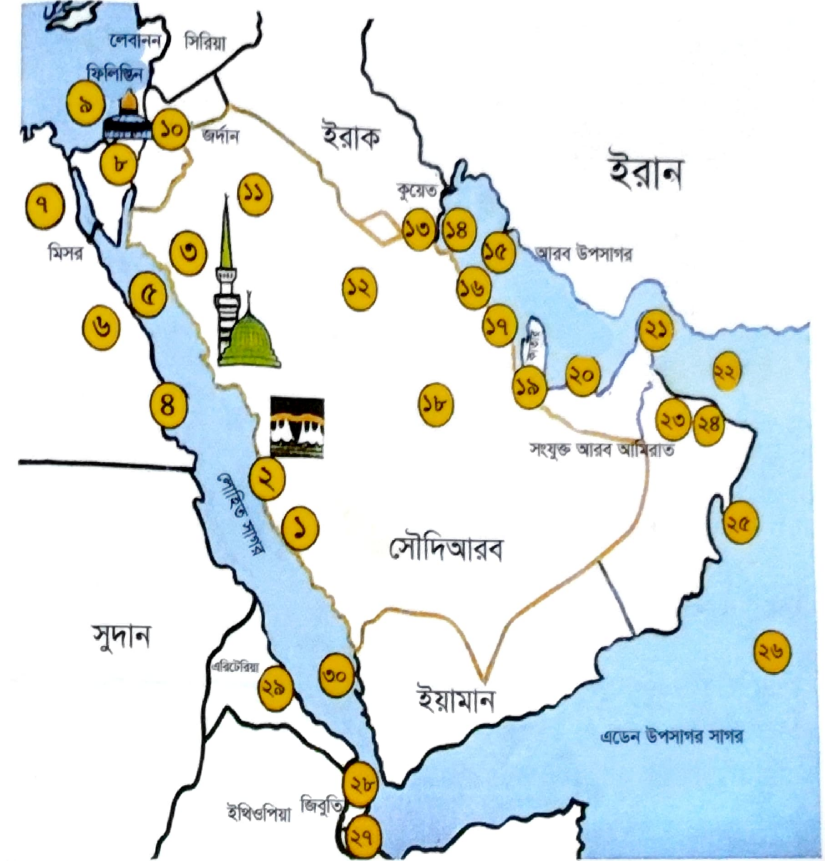 লেবানন
সিরিয়া
ফিলিস্তিন
৯
১০
জর্দান
ইরাক
ইরান
৮
৭
১১
কুয়েত
১৩
১৪
মিসর
৩
১৫
আরব উপসাগর
৫
১২
১৬
৬
১৭
২১
কাতার
৪
১৮
১৯
২০
২২
২৩
২৪
সংযুক্ত আরব আমিরাত
২
লোহিত সাগর
১
২৫
সৌদিআরব
সুদান
২৬
এরিটেরিয়া
২৯
৩০
ইয়ামান
এডেন উপসাগর সাগর
২৮
ইথিওপিয়া
জিবুতি
২৭